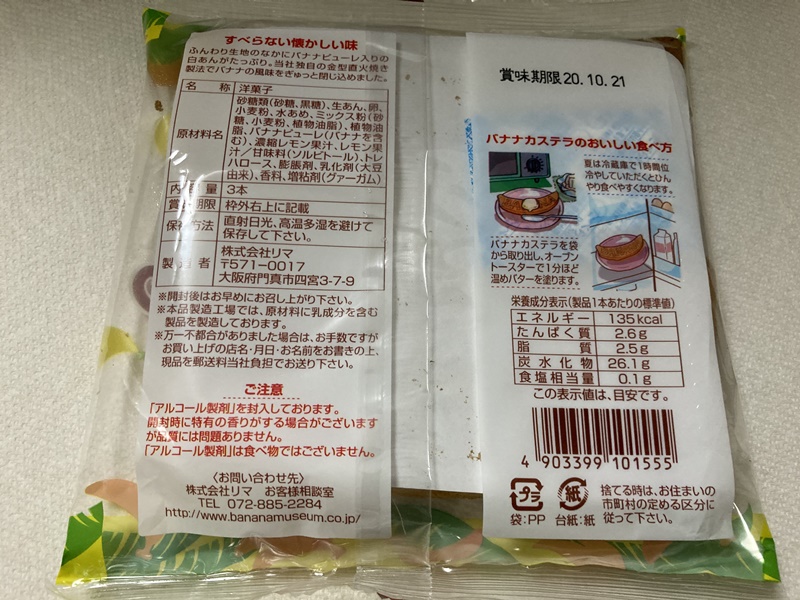 すべらない懐かしい味
ふんわり生地のなかにバナナピューレ入りの
白あんがたっぷり。当社独自の金型直火焼き
製法でバナナの風味をぎゅっと閉じ込めました。
名称 洋菓子
原材料名 砂糖類(砂糖、黒糖)、生あん、卵、
小麦粉、水あめ、ミックス粉(砂
糖、小麦粉、植物油脂)、植物油
脂、バナナピューレ(バナナを含
む)、濃縮レモン果汁、レモン果
汁／甘味料(ソルビトール)、トレ
ハロース、膨脹剤、乳化剤(大豆
由来)、香料、増粘剤(グァーガム)
内容量 3本
賞味期限 枠外右上に記載
保存方法 直射日光、高温多湿を避けて
保存して下さい。
製造者 株式会社リマ
〒571-0017
大阪府門真市四宮3-7-9
※開封後はお早めにお召し上がり下さい。
※本品製造工場では、原材料に乳成分を含む
製品を製造しております。
※万一不都合がありました場合は、お手数ですが
お買い上げの店名・月日・お名前をお書きの上、
現品を郵送料当社負担でお送り下さい。
ご注意
「アルコール製剤」を封入しております。
開封時に特有の香りがする場合がございます
が品質には問題ありません。
「アルコール製剤」は食べ物ではございません。
〈お問い合わせ先〉
株式会社リマ お客様相談室
TEL 072-885-2284
http://www.bananamuseum.co.jp/
賞味期限20.10.21
バナナカステラのおいしい食べ方
夏は冷蔵庫で1時間位
冷やしていただくとひん
やり食べやすくなります。
バナナカステラを袋
から取り出し、オーブン
トースターで1分ほど
温めバターを塗ります。
栄養成分表示(製品1本あたりの標準値)
エネルギー 135kcal
たんぱく質 2.6g
脂質 2.5g
炭水化物 26.1g
食塩相当量 0.1g
この表示値は、目安です。
4 903399 101555
プラ
紙
袋:PP 台紙:紙
捨てる時は、お住まいの
市町村の定める区分に
従って下さい。